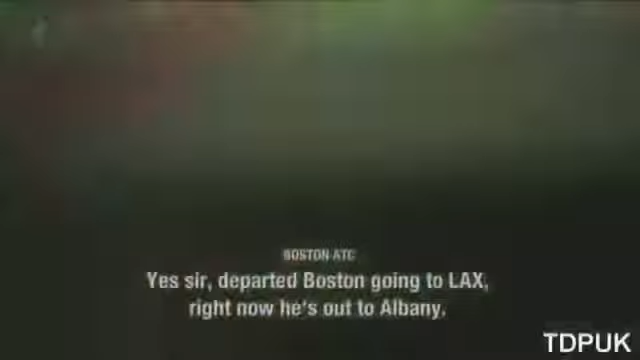 BOSTON ATC
Yes sir, departed Boston going to LAX,
right now he's out to Albany.
TDPUK